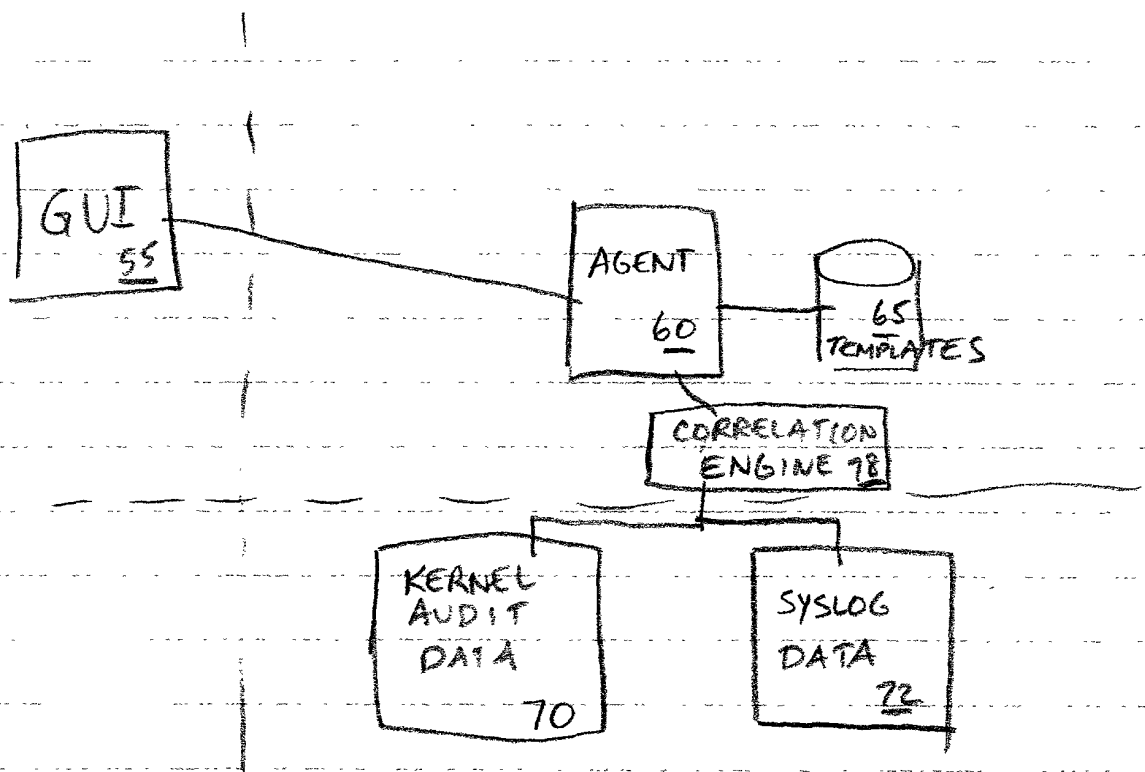 GUI
55
AGENT
60
65
TEMPLATES
CORRELATION
ENGINE 78
KERNEL
AUDIT
DATA
70
SYSLOG
DATA
72